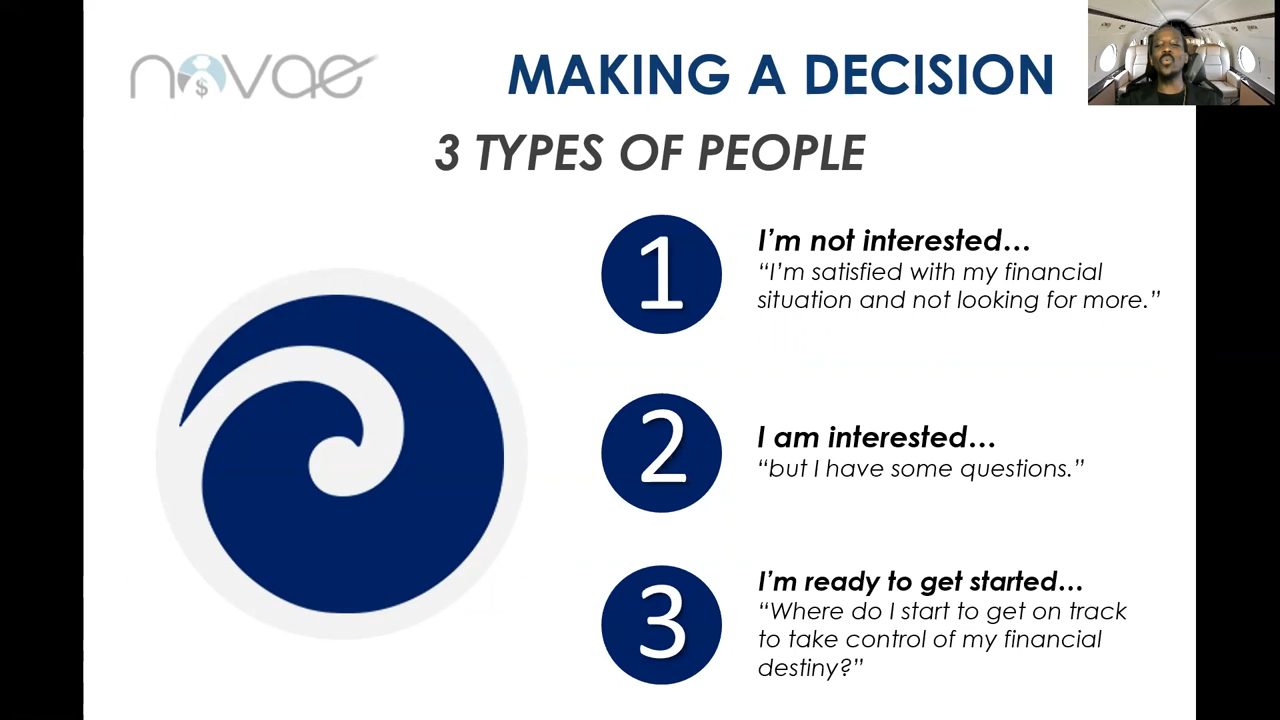 novae
$
MAKING A DECISION
3 TYPES OF PEOPLE
1
I'm not interested…
“I'm satisfied with my financial
situation and not looking for more.”
2
I am interested…
“but I have some questions.”
3
I'm ready to get started…
“Where do I start to get on track
to take control of my financial
destiny?”